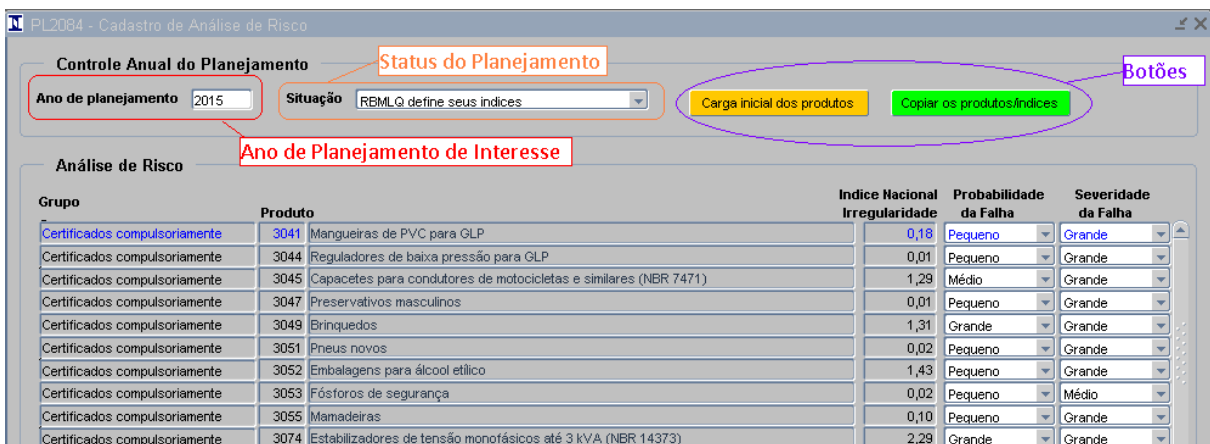 PL2084 - Cadastro de Análise de Risco
Controle Anual do Planejamento
Status do Planejamento
Botões
Ano de planejamento 2015
Situação RBMLQ define seus indices
Carga inicial dos produtos
Copiar os produtos/indices
Ano de Planejamento de Interesse
Análise de Risco
Grupo
Produto
Indice Nacional Irregularidade
Probabilidade da Falha
Severidade da Falha
Certificados compulsoriamente 3041 Mangueiras de PVC para GLP 0,18 Pequeno Grande
Certificados compulsoriamente 3044 Reguladores de baixa pressão para GLP 0,01 Pequeno Grande
Certificados compulsoriamente 3045 Capacetes para condutores de motocicletas e similares (NBR 7471) 1,29 Médio Grande
Certificados compulsoriamente 3047 Preservativos masculinos 0,01 Pequeno Grande
Certificados compulsoriamente 3049 Brinquedos 1,31 Grande Grande
Certificados compulsoriamente 3051 Pneus novos 0,02 Pequeno Grande
Certificados compulsoriamente 3052 Embalagens para álcool etílico 1,43 Pequeno Grande
Certificados compulsoriamente 3053 Fósforos de segurança 0,02 Pequeno Médio
Certificados compulsoriamente 3055 Mamadeiras 0,10 Pequeno Grande
Certificados compulsoriamente 3074 Estabilizadores de tensão monofásicos até 3 kVA (NBR 14373) 2,29 Grande Grande